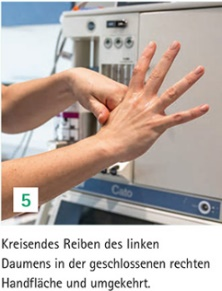 Cato
5
Kreisendes Reiben des linken
Daumens in der geschlossenen rechten
Handfläche und umgekehrt.